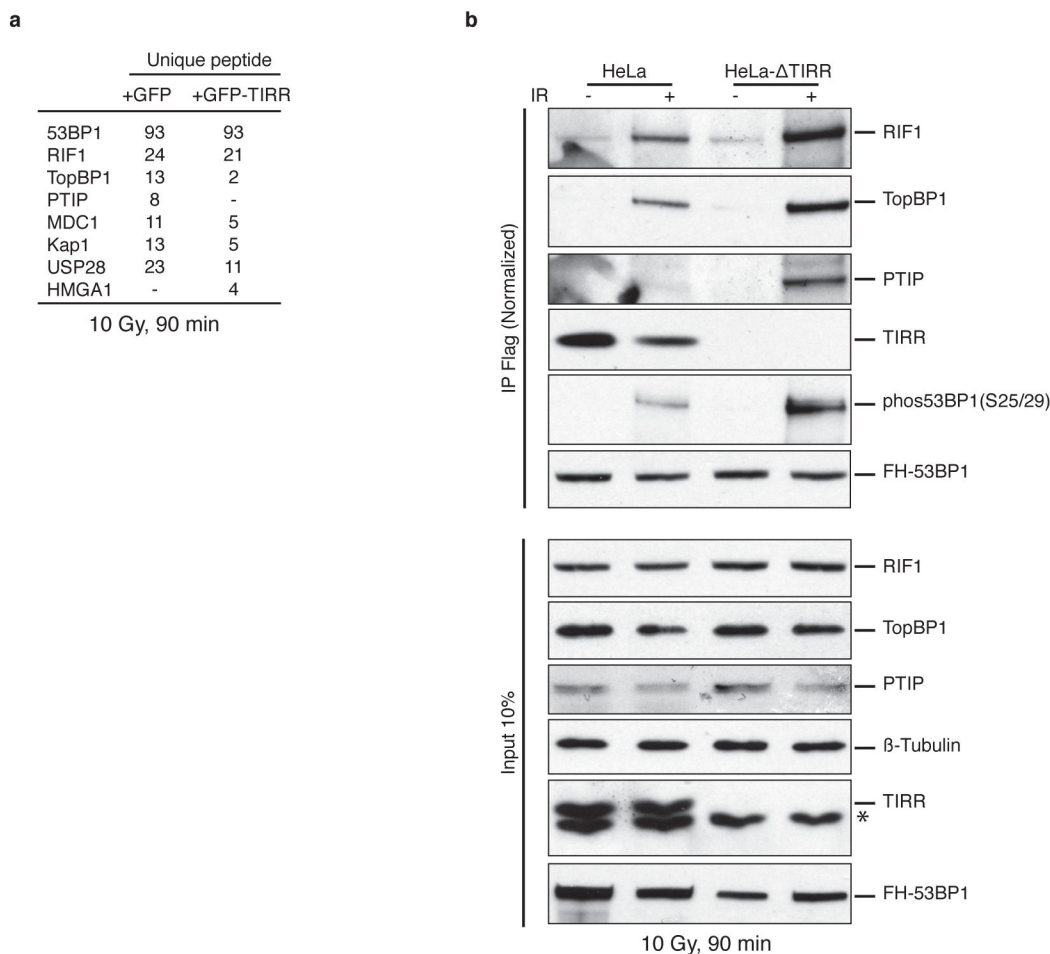 a
Unique peptide
+GFP +GFP-TIRR
53BP1 93 93
RIF1 24 21
TopBP1 13 2
PTIP 8 -
MDC1 11 5
Kap1 13 5
USP28 23 11
HMGA1 - 4
10 Gy, 90 min
b
HeLa HeLa-ΔTIRR
IR - + - +
IP Flag (Normalized)
RIF1
TopBP1
PTIP
TIRR
phos53BP1(S25/29)
FH-53BP1
Input 10%
RIF1
TopBP1
PTIP
ß-Tubulin
TIRR
*
FH-53BP1
10 Gy, 90 min